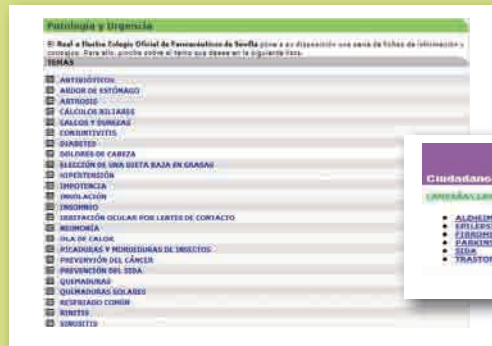 Patología y Urgencia
El Real e Ilustre Colegio Oficial de Farmacéuticos de Sevilla pone a su disposición una serie de fichas de información y
consejos. Para ello, pinche sobre el tema que desee en la siguiente lista.
TEMAS
ANTIBIÓTICOS
ARDOR DE ESTÓMAGO
ARTROSIS
CÁLCULOS BILIARES
CALLOS Y DUREZAS
CONJUNTIVITIS
DIABETES
DOLORES DE CABEZA
ELECCIÓN DE UNA DIETA BAJA EN GRASAS
HIPERTENSIÓN
IMPOTENCIA
INSOLACIÓN
INSOMNIO
IRRITACIÓN OCULAR POR LENTES DE CONTACTO
NEUMONÍA
OLA DE CALOR
PICADURAS Y MORDEDURAS DE INSECTOS
PREVENCIÓN DEL CÁNCER
PREVENCIÓN DEL SIDA
QUEMADURAS
QUEMADURAS SOLARES
RESFRIADO COMÚN
RINITIS
SINUSITIS
Ciudadano
ALZHEIM
EPILEPS
FIBROMI
PARKINS
SIDA
TRASTOR